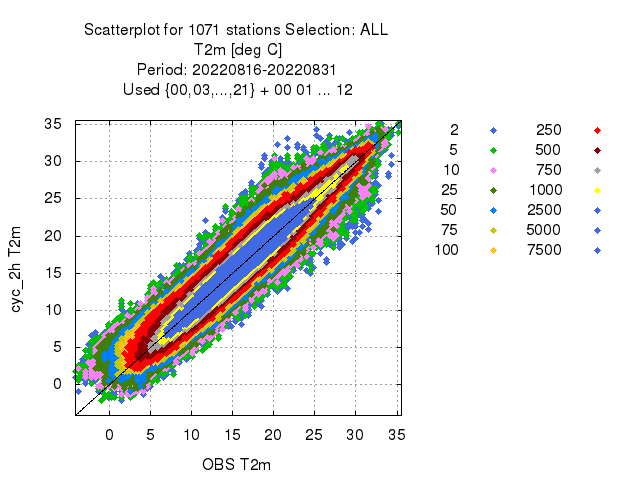 Scatterplot for 1071 stations Selection: ALL
T2m [deg C]
Period: 20220816-20220831
Used {00,03,...,21} + 00 01 ... 12
cyc_2h T2m
35
30
25
20
15
10
5
0
0 5 10 15 20 25 30 35
OBS T2m
2 250
5 500
10 750
25 1000
50 2500
75 5000
100 7500